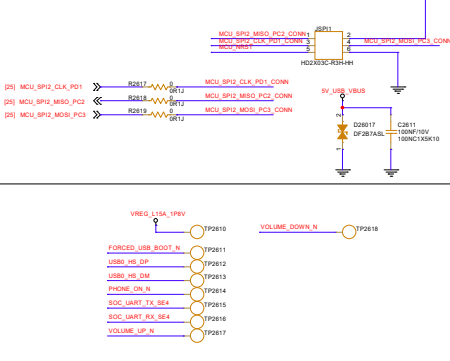 JSPI1
MCU_SPI2_MISO_PC2_CONN 1 2
MCU_SPI2_CLK_PD1_CONN 3 4 MCU_SPI2_MOSI_PC3_CONN
MCU_NRST 5 6
HD2X03C-R3H-HH
[25] MCU_SPI2_CLK_PD1 R2617 0 MCU_SPI2_CLK_PD1_CONN
0R1J
[25] MCU_SPI2_MISO_PC2 R2618 0 MCU_SPI2_MISO_PC2_CONN
0R1J
[25] MCU_SPI2_MOSI_PC3 R2619 0 MCU_SPI2_MOSI_PC3_CONN
0R1J
5V_USB_VBUS
2
D26017
DF2B7ASL
1
C2611
100NF/10V
100NC1X5K10
VREG_L15A_1P8V
TP2610
VOLUME_DOWN_N TP2618
FORCED_USB_BOOT_N TP2611
USB0_HS_DP TP2612
USB0_HS_DM TP2613
PHONE_ON_N TP2614
SOC_UART_TX_SE4 TP2615
SOC_UART_RX_SE4 TP2616
VOLUME_UP_N TP2617